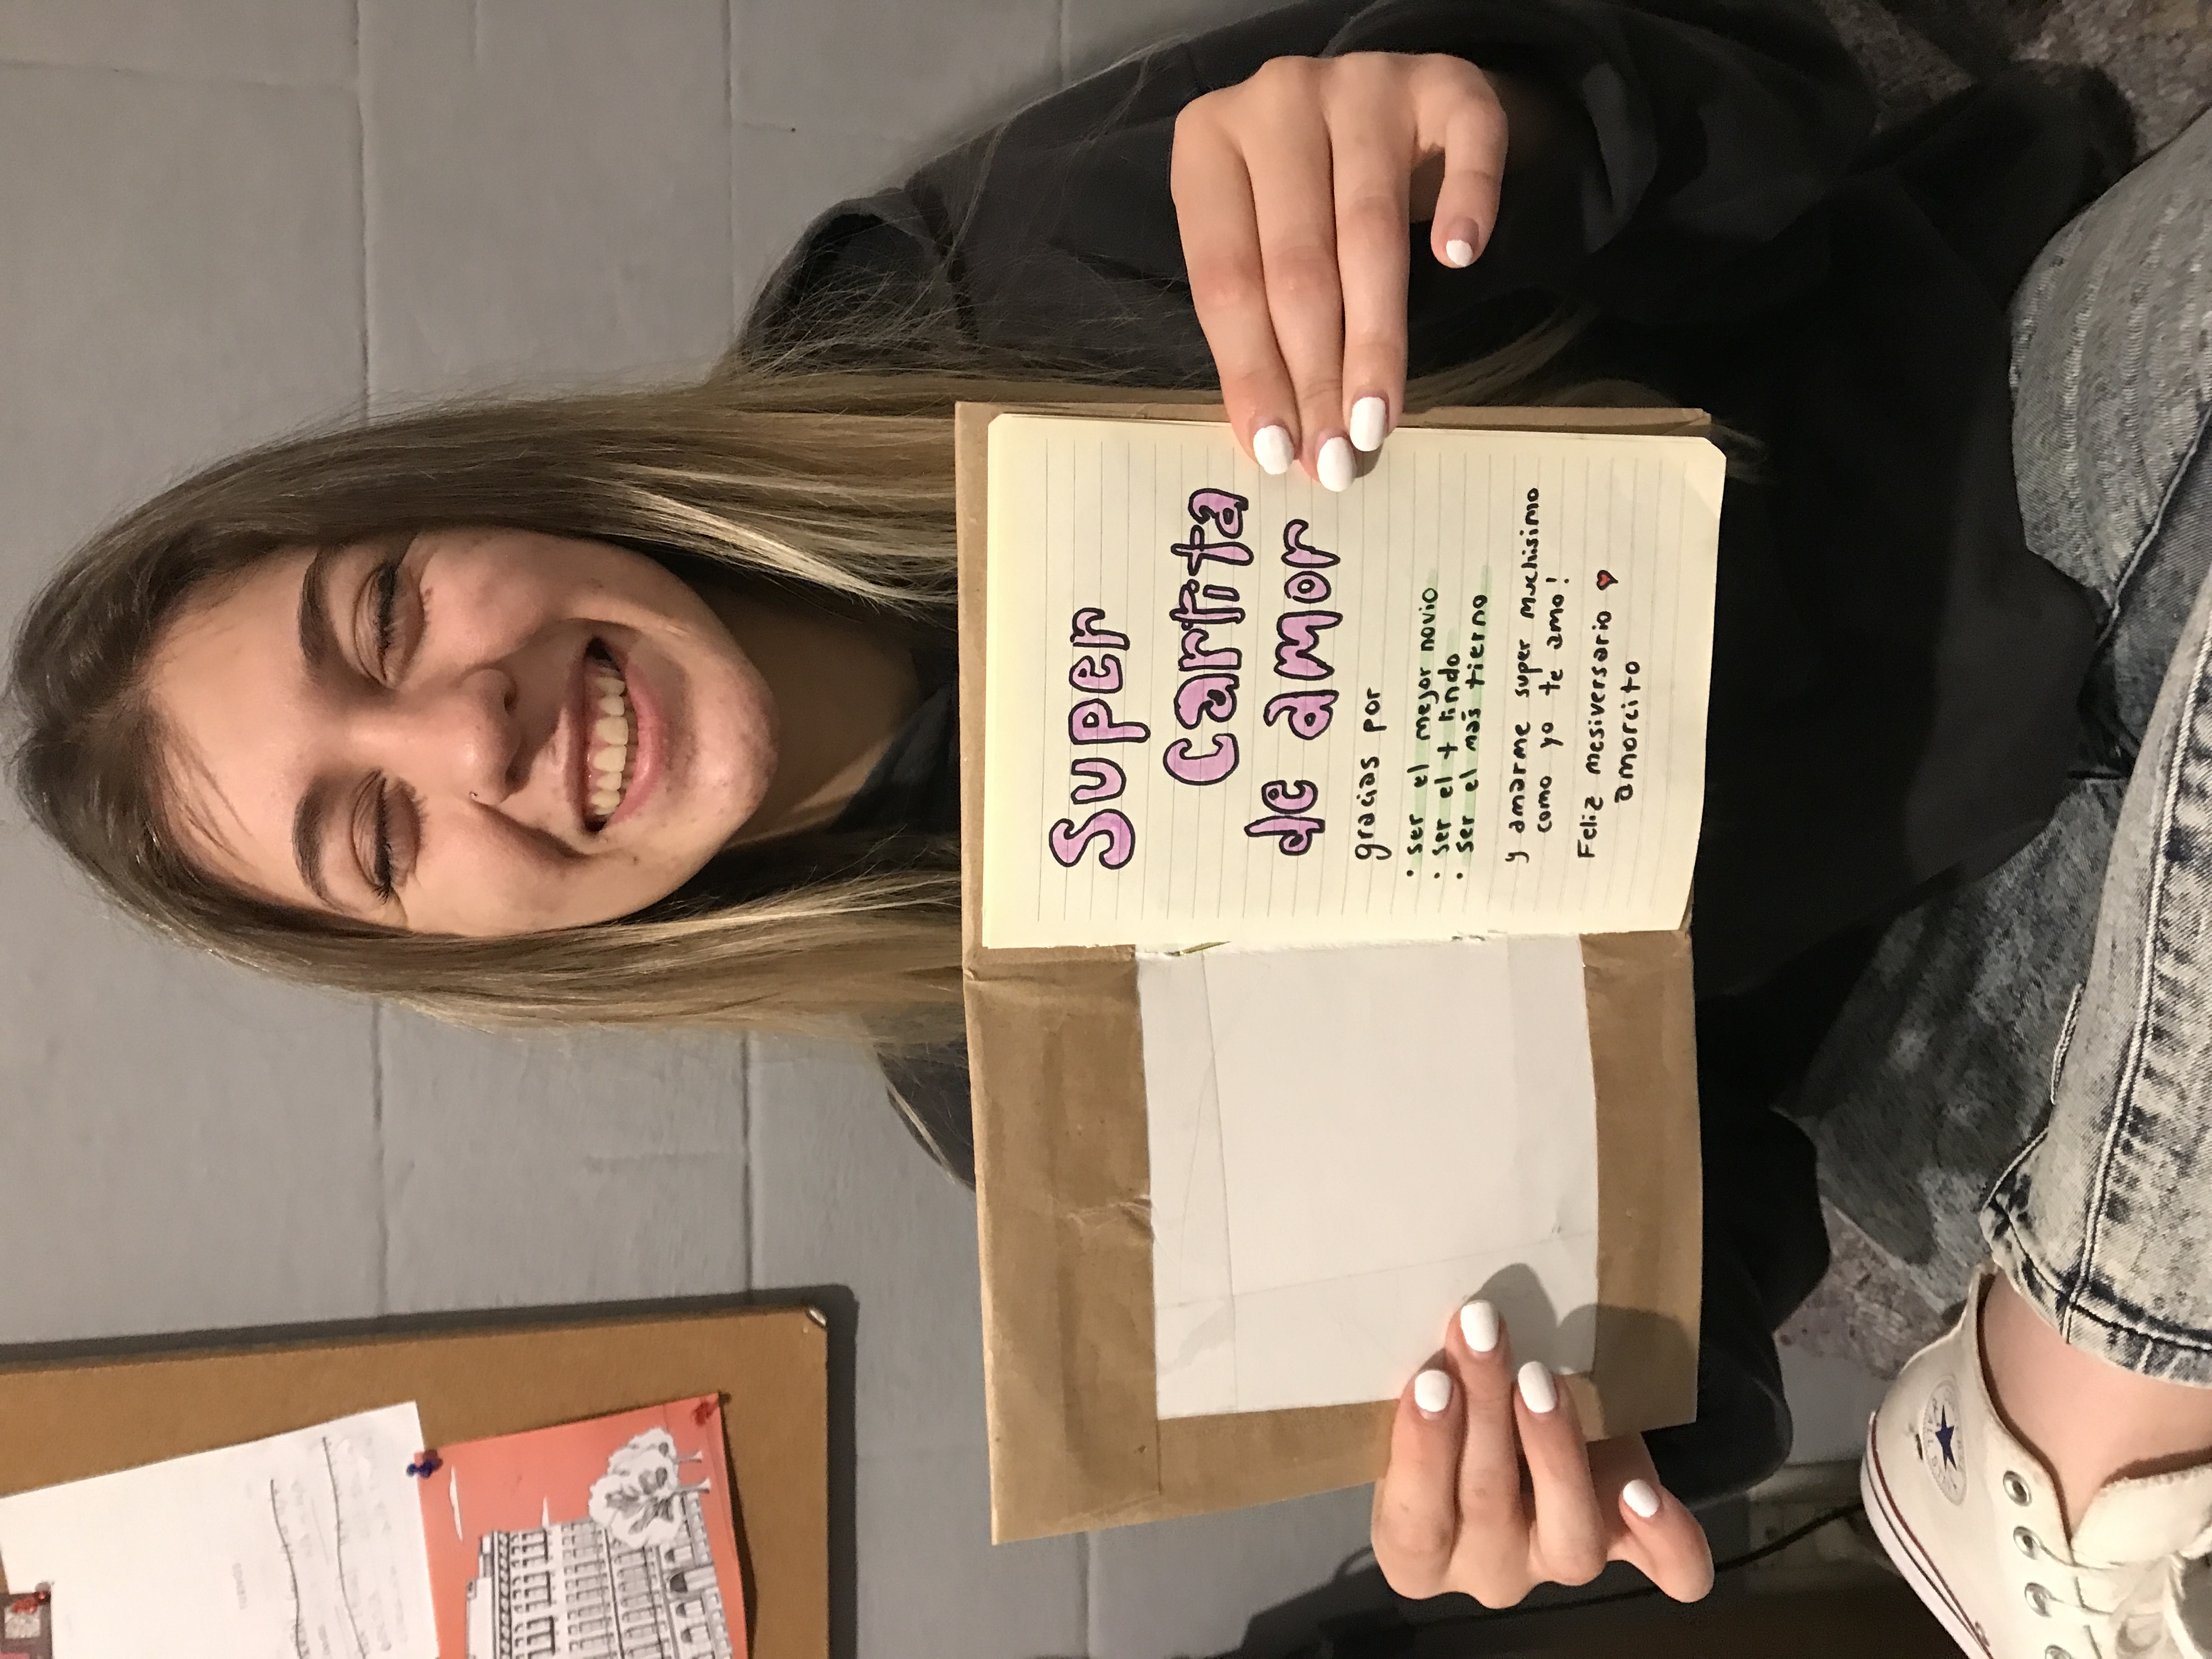 TURNOS
Super
Cartita
de amor
gracias por
• ser el mejor novio
• ser el + lindo
• ser el más tierno
y amarme super muchisimo
como yo te amo!
Feliz mesiversario ♥
amorcito
ALL STAR